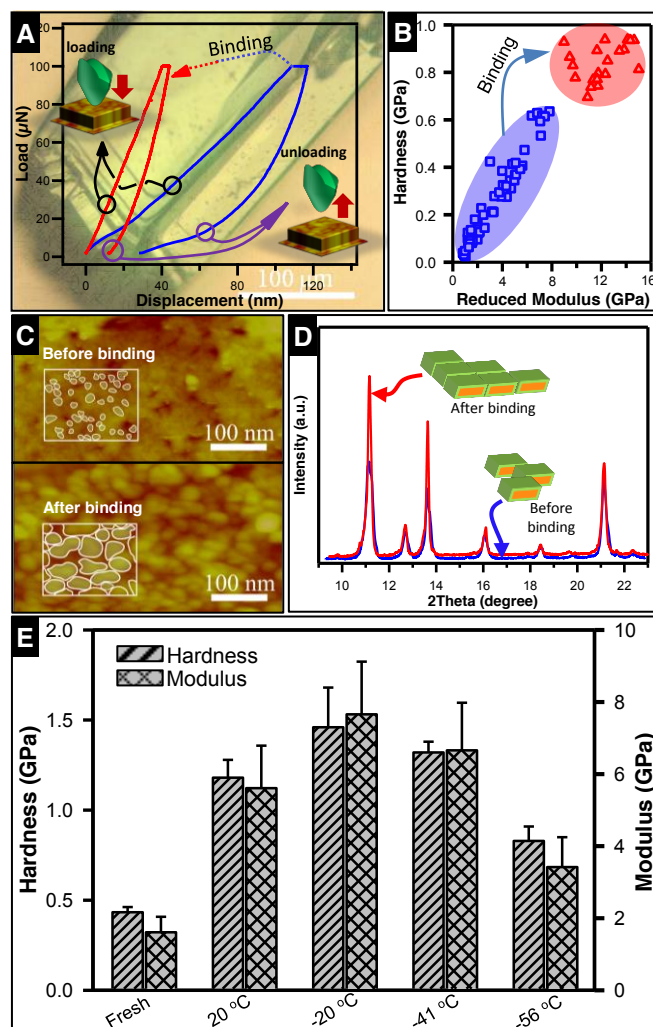 A
loading
Binding
unloading
Load (µN)
100
80
60
40
20
0
0
40
80
120
100 µm
Displacement (nm)
B
Binding
Hardness (GPa)
1.0
0.8
0.6
0.4
0.2
0.0
0
4
8
12
16
Reduced Modulus (GPa)
C
Before binding
100 nm
After binding
100 nm
D
After binding
Before
binding
Intensity (a.u.)
10
12
14
16
18
20
22
2Theta (degree)
E
Hardness
Modulus
Hardness (GPa)
2.0
1.5
1.0
0.5
0.0
Modulus (GPa)
10
8
6
4
2
0
Fresh
20 °C
-20 °C
-41 °C
-56 °C